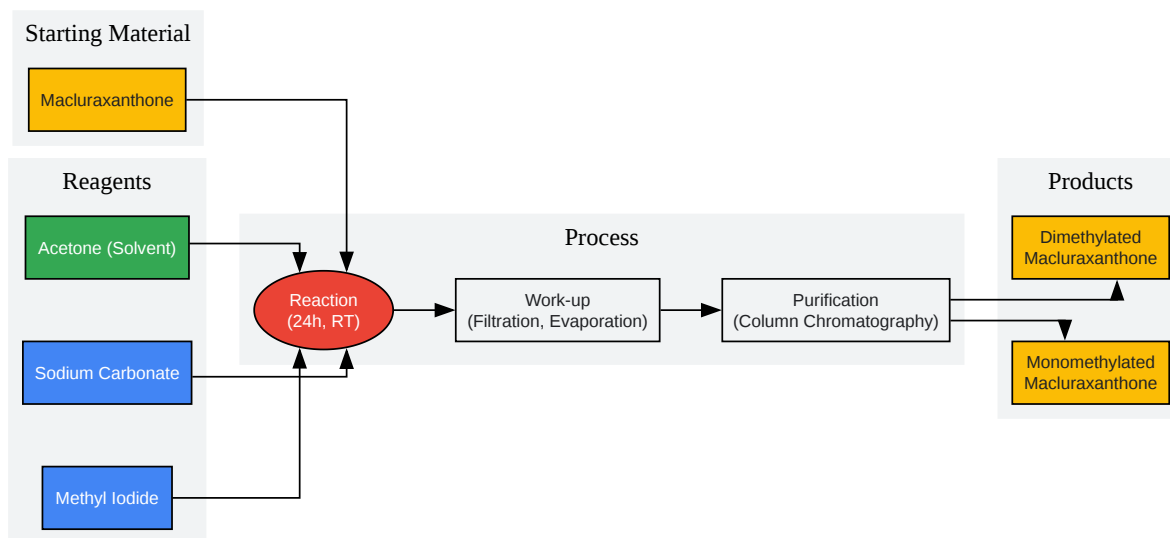 Starting Material
Macluraxanthone
Reagents
Acetone (Solvent)
Sodium Carbonate
Methyl Iodide
Process
Reaction
(24h, RT)
Work-up
(Filtration, Evaporation)
Purification
(Column Chromatography)
Products
Dimethylated
Macluraxanthone
Monomethylated
Macluraxanthone